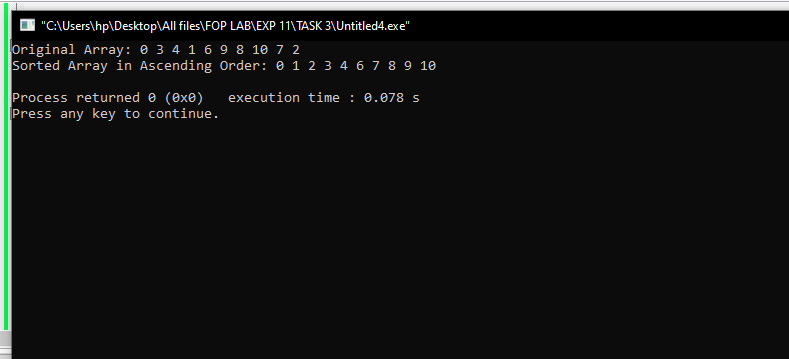 "C:\Users\hp\Desktop\All files\FOP LAB\EXP 11\TASK 3\Untitled4.exe"
Original Array: 0 3 4 1 6 9 8 10 7 2
Sorted Array in Ascending Order: 0 1 2 3 4 6 7 8 9 10
Process returned 0 (0x0)   execution time : 0.078 s
Press any key to continue.